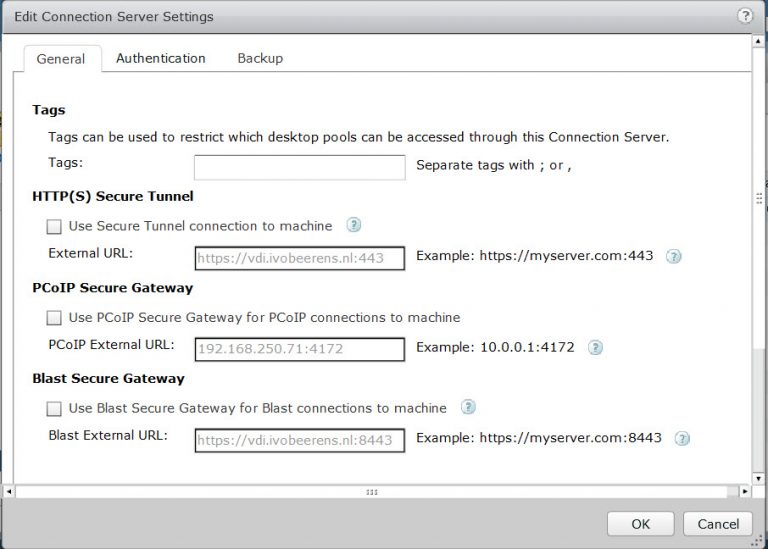 Edit Connection Server Settings
?
General Authentication Backup
Tags
Tags can be used to restrict which desktop pools can be accessed through this Connection Server.
Tags: Separate tags with ; or ,
HTTP(S) Secure Tunnel
Use Secure Tunnel connection to machine ?
External URL: https://vdi.ivobeerens.nl:443 Example: https://myserver.com:443 ?
PCoIP Secure Gateway
Use PCoIP Secure Gateway for PCoIP connections to machine
PCoIP External URL: 192.168.250.71:4172 Example: 10.0.0.1:4172 ?
Blast Secure Gateway
Use Blast Secure Gateway for Blast connections to machine ?
Blast External URL: https://vdi.ivobeerens.nl:8443 Example: https://myserver.com:8443 ?
OK Cancel